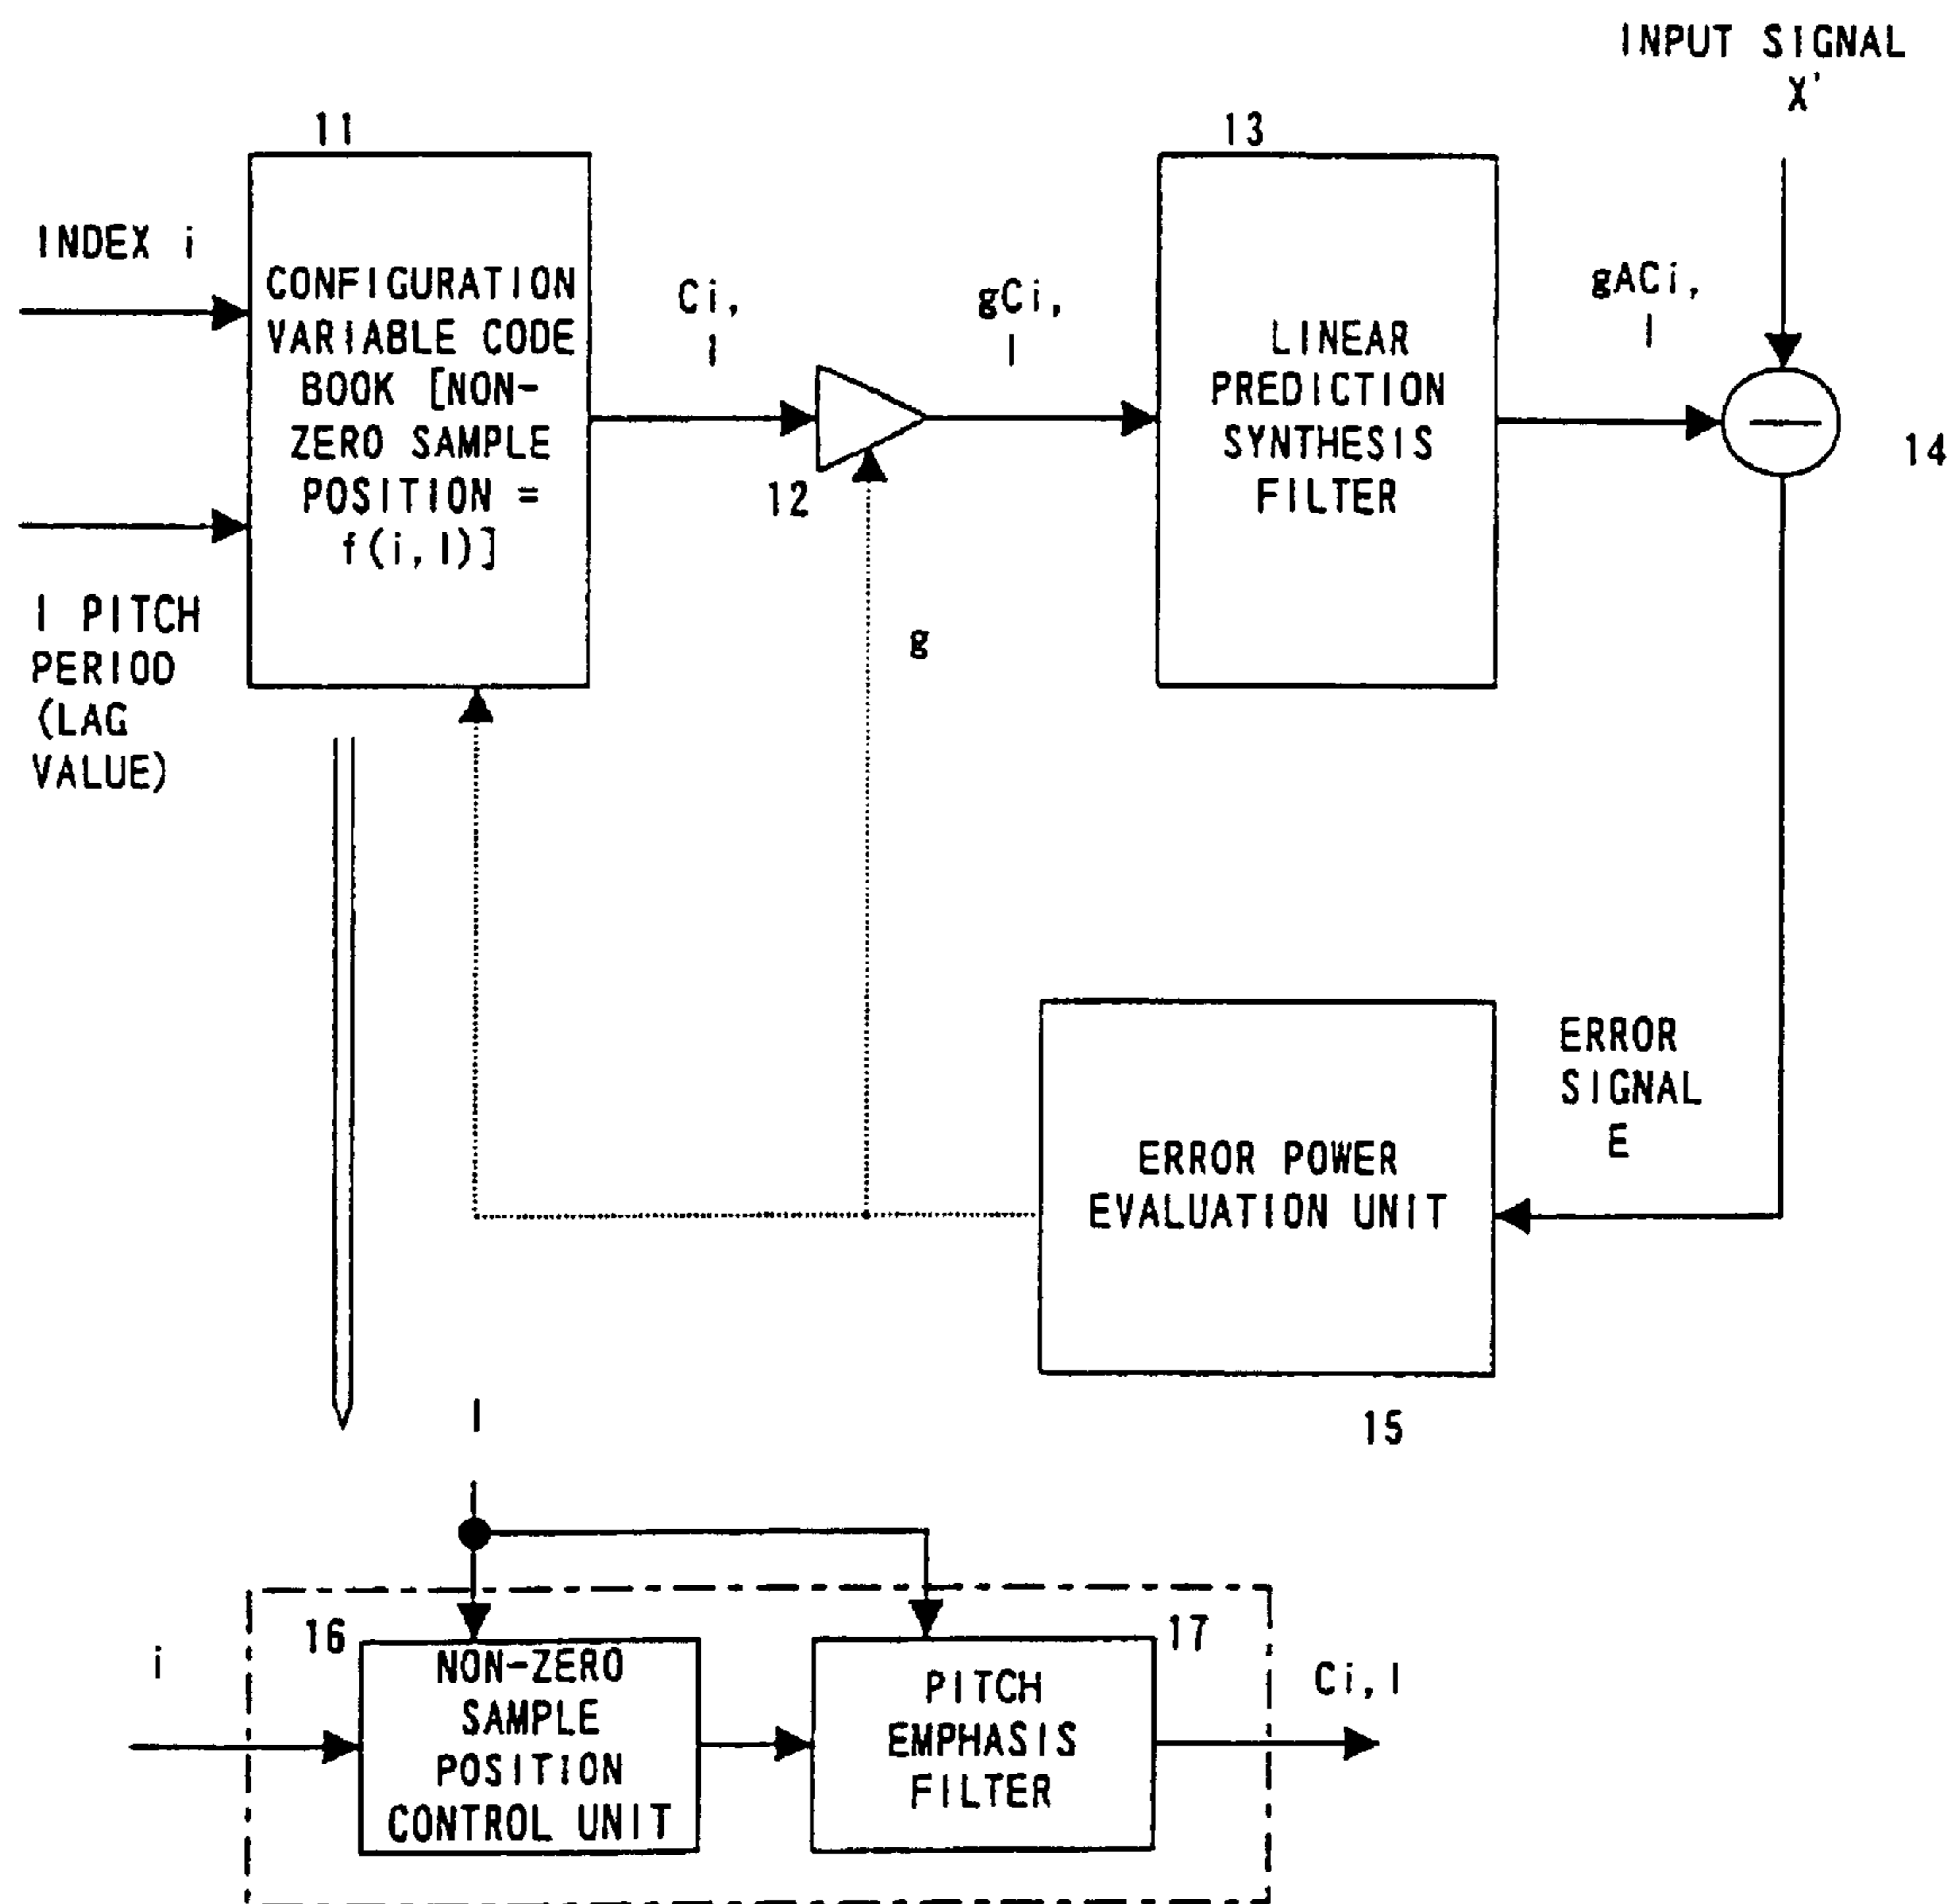 INPUT SIGNAL
X'
11
13
INDEX i
CONFIGURATION
VARIABLE CODE
BOOK [NON-
ZERO SAMPLE
POSITION =
f(i, l)]
Ci,
l
gCi,
l
LINEAR
PREDICTION
SYNTHESIS
FILTER
gACi,
l
14
12
l PITCH
PERIOD
(LAG
VALUE)
g
ERROR
SIGNAL
E
ERROR POWER
EVALUATION UNIT
15
l
16
17
i
NON-ZERO
SAMPLE
POSITION
CONTROL UNIT
PITCH
EMPHASIS
FILTER
Ci, l